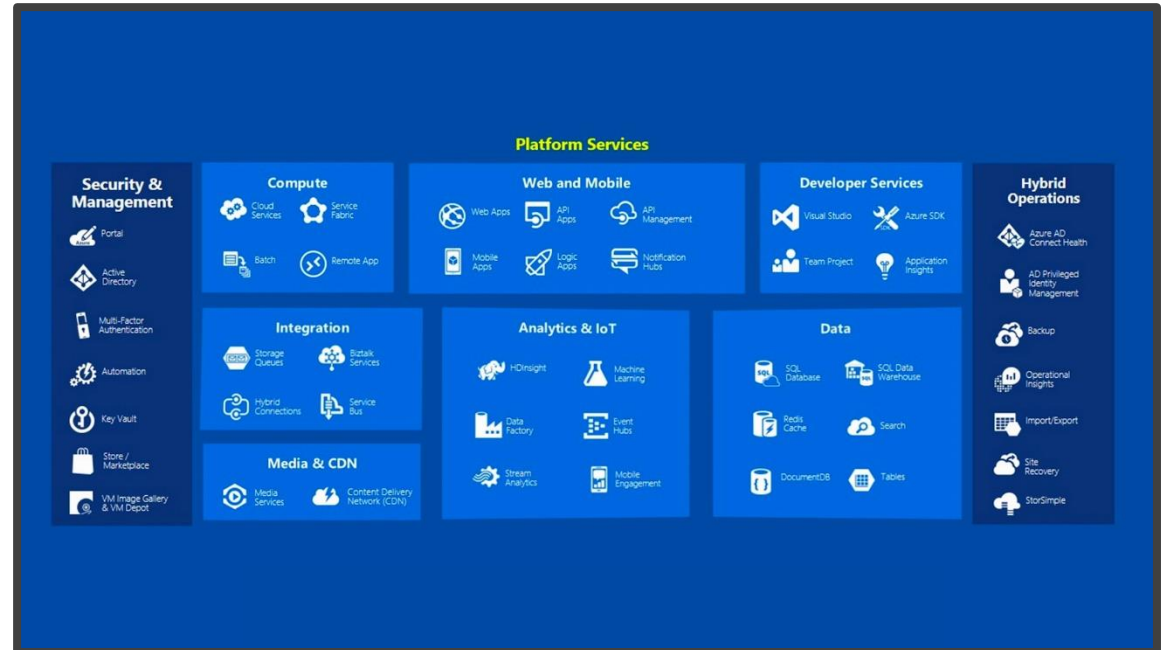 Platform Services
Security &
Management
Portal
Azure
Active
Directory
Multi-Factor
Authentication
Automation
Key Vault
Store /
Marketplace
VM Image Gallery
& VM Depot
Compute
Cloud
Services
Service
Fabric
Batch
Remote App
Web and Mobile
Web Apps
API
Apps
API
Management
Mobile
Apps
Logic
Apps
Notification
Hubs
Developer Services
Visual Studio
SDK
Azure SDK
Team Project
Application
Insights
Integration
Storage
Queues
Biztalk
Services
Hybrid
Connections
Service
Bus
Analytics & IoT
HDInsight
Machine
Learning
Data
Factory
Event
Hubs
Stream
Analytics
Mobile
Engagement
Data
SQL
SQL
Database
SQL
SQL Data
Warehouse
Redis
Cache
Search
DocumentDB
Tables
Media & CDN
Media
Services
Content Delivery
Network (CDN)
Hybrid
Operations
Azure AD
Connect Health
AD Privileged
Identity
Management
Backup
Operational
Insights
Import/Export
Site
Recovery
StorSimple